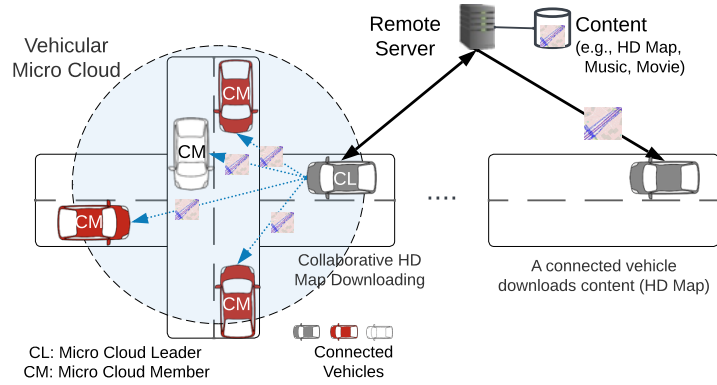 Vehicular
Micro Cloud
Remote
Server
Content
(e.g., HD Map,
Music, Movie)
CM
CM
CL
CM
CM
....
Collaborative HD
Map Downloading
A connected vehicle
downloads content (HD Map)
CL: Micro Cloud Leader
CM: Micro Cloud Member
Connected
Vehicles